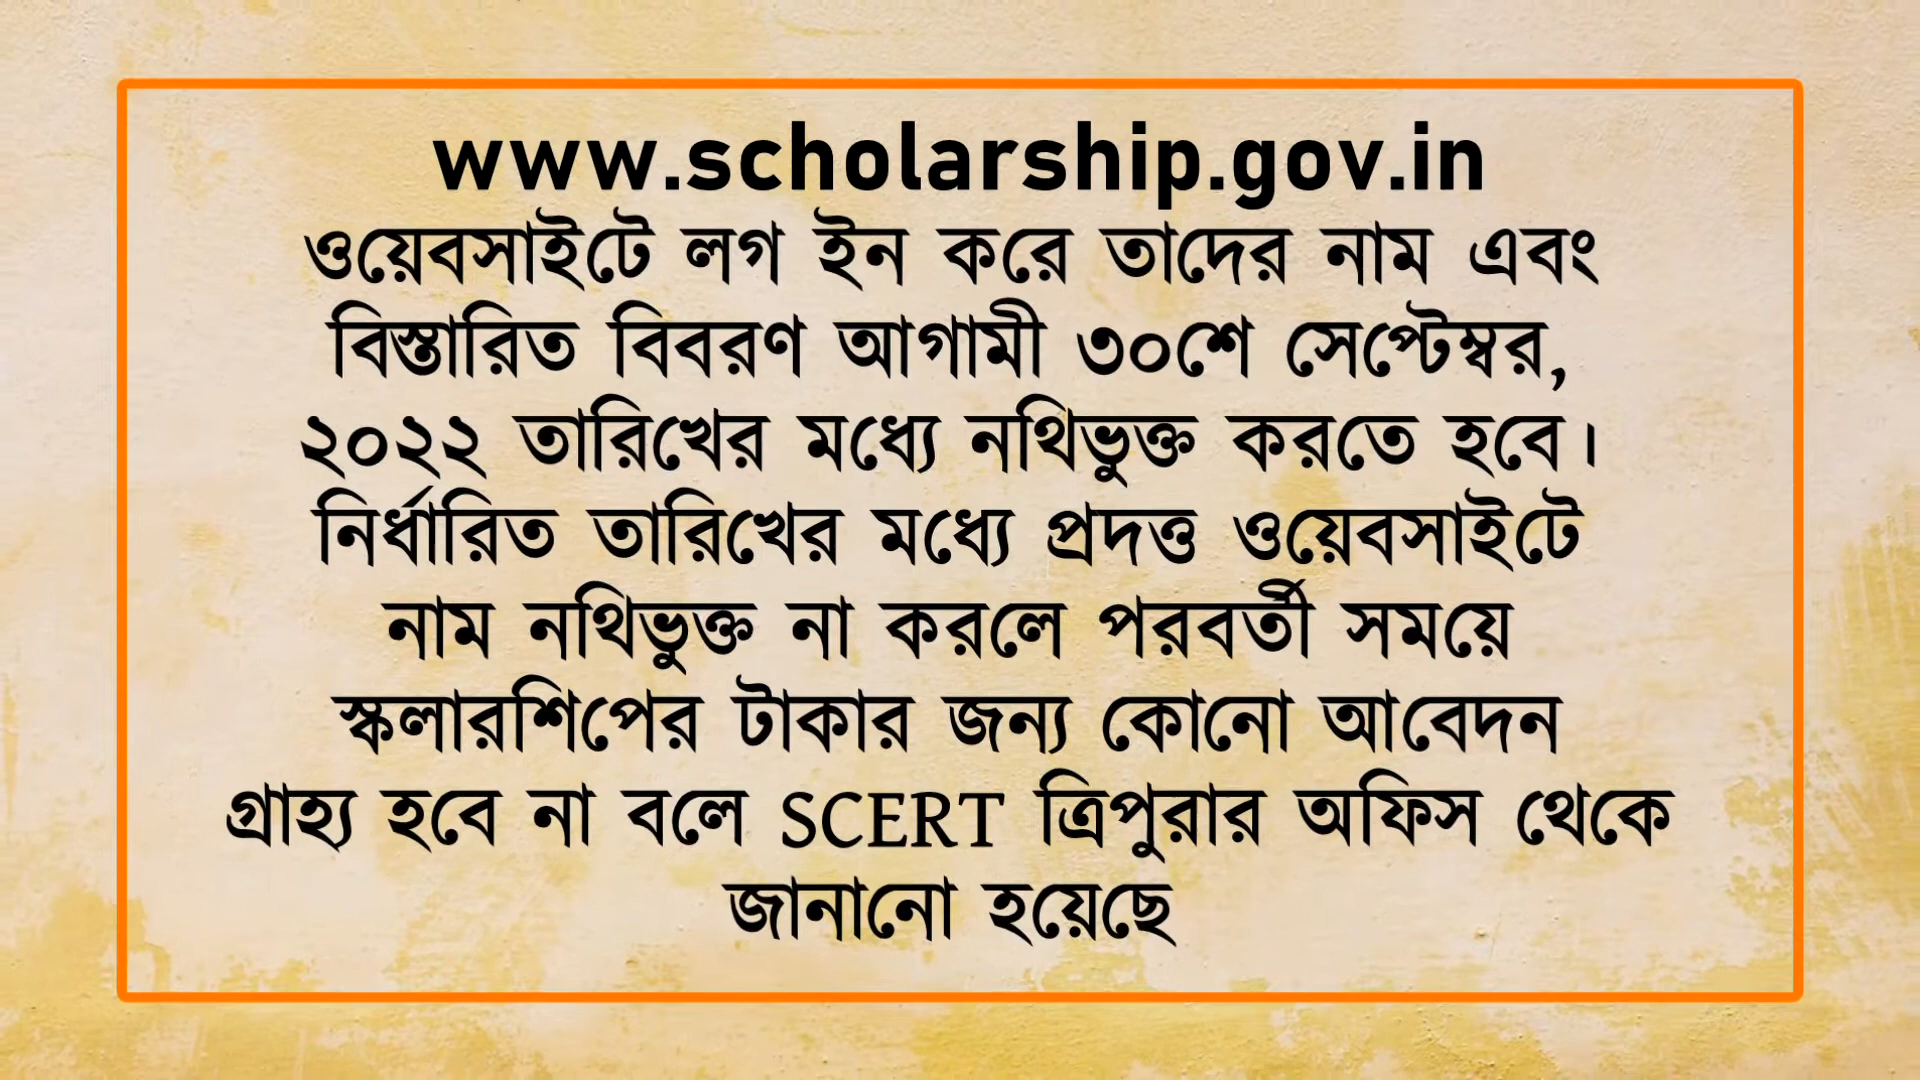 www.scholarship.gov.in
ওয়েবসাইটে লগ ইন করে তাদের নাম এবং
বিস্তারিত বিবরণ আগামী ৩০শে সেপ্টেম্বর,
২০২২ তারিখের মধ্যে নথিভুক্ত করতে হবে।
নির্ধারিত তারিখের মধ্যে প্রদত্ত ওয়েবসাইটে
নাম নথিভুক্ত না করলে পরবর্তী সময়ে
স্কলারশিপের টাকার জন্য কোনো আবেদন
গ্রাহ্য হবে না বলে SCERT ত্রিপুরার অফিস থেকে
জানানো হয়েছে